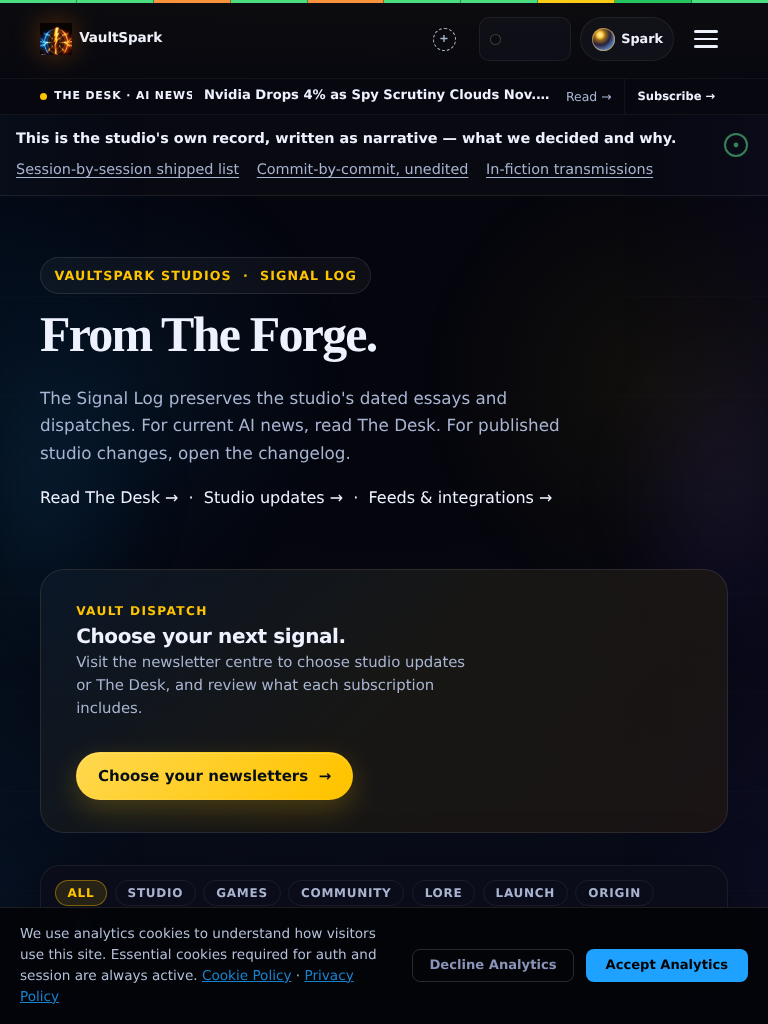 VaultSpark
Spark
THE DESK · AI NEWS Nvidia Drops 4% as Spy Scrutiny Clouds Nov.... Read → Subscribe →
This is the studio's own record, written as narrative — what we decided and why.
Session-by-session shipped list Commit-by-commit, unedited In-fiction transmissions
VAULTSPARK STUDIOS · SIGNAL LOG
From The Forge.
The Signal Log preserves the studio's dated essays and
dispatches. For current AI news, read The Desk. For published
studio changes, open the changelog.
Read The Desk → · Studio updates → · Feeds & integrations →
VAULT DISPATCH
Choose your next signal.
Visit the newsletter centre to choose studio updates
or The Desk, and review what each subscription
includes.
Choose your newsletters →
ALL STUDIO GAMES COMMUNITY LORE LAUNCH ORIGIN
We use analytics cookies to understand how visitors
use this site. Essential cookies required for auth and
session are always active. Cookie Policy · Privacy
Policy
Decline Analytics
Accept Analytics